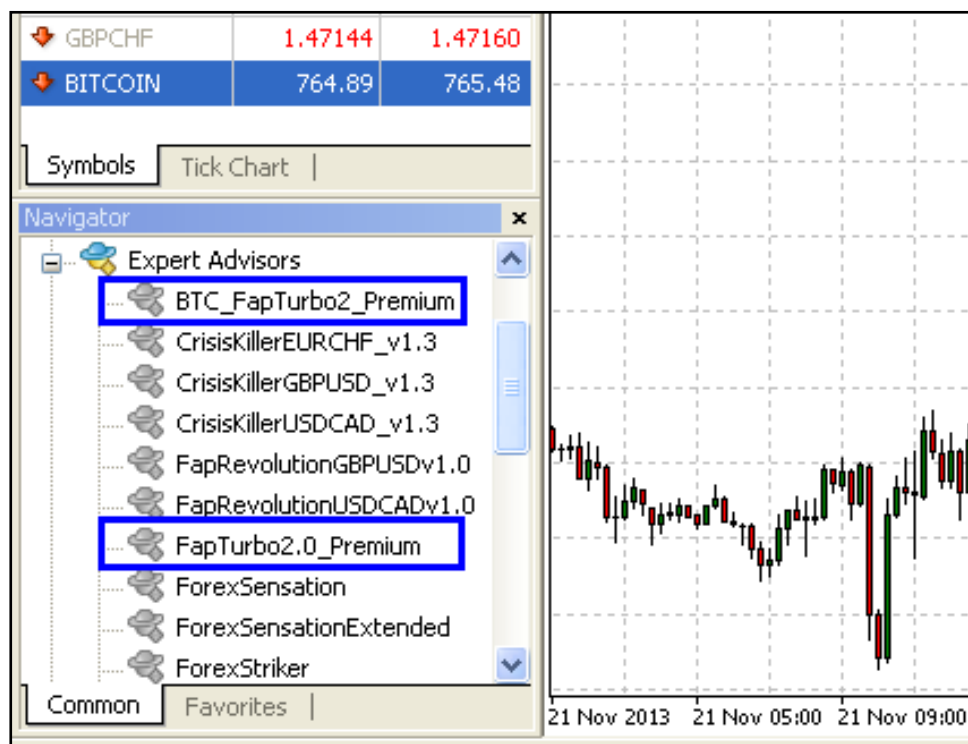 GBPCHF 1.47144 1.47160
BITCOIN 764.89 765.48
Symbols Tick Chart
Navigator
Expert Advisors
BTC_FapTurbo2_Premium
CrisisKillerEURCHF_v1.3
CrisisKillerGBPUSD_v1.3
CrisisKillerUSDCAD_v1.3
FapRevolutionGBPUSDv1.0
FapRevolutionUSDCADv1.0
FapTurbo2.0_Premium
ForexSensation
ForexSensationExtended
ForexStriker
Common Favorites
21 Nov 2013 21 Nov 05:00 21 Nov 09:00